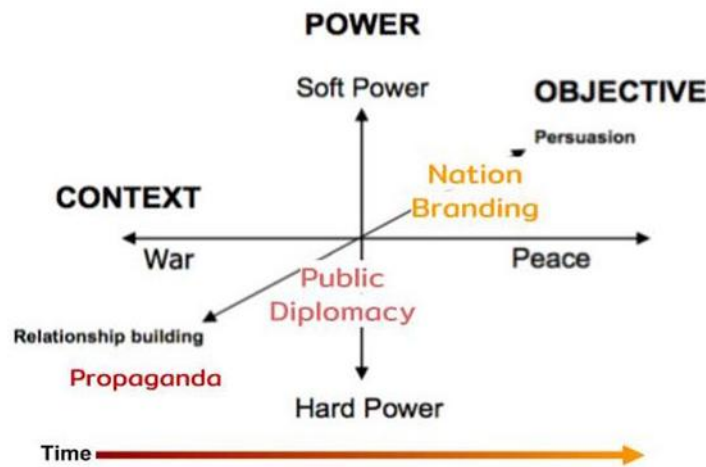 POWER
Soft Power
OBJECTIVE
Persuasion
Nation
Branding
CONTEXT
War
Peace
Public
Diplomacy
Relationship building
Propaganda
Hard Power
Time